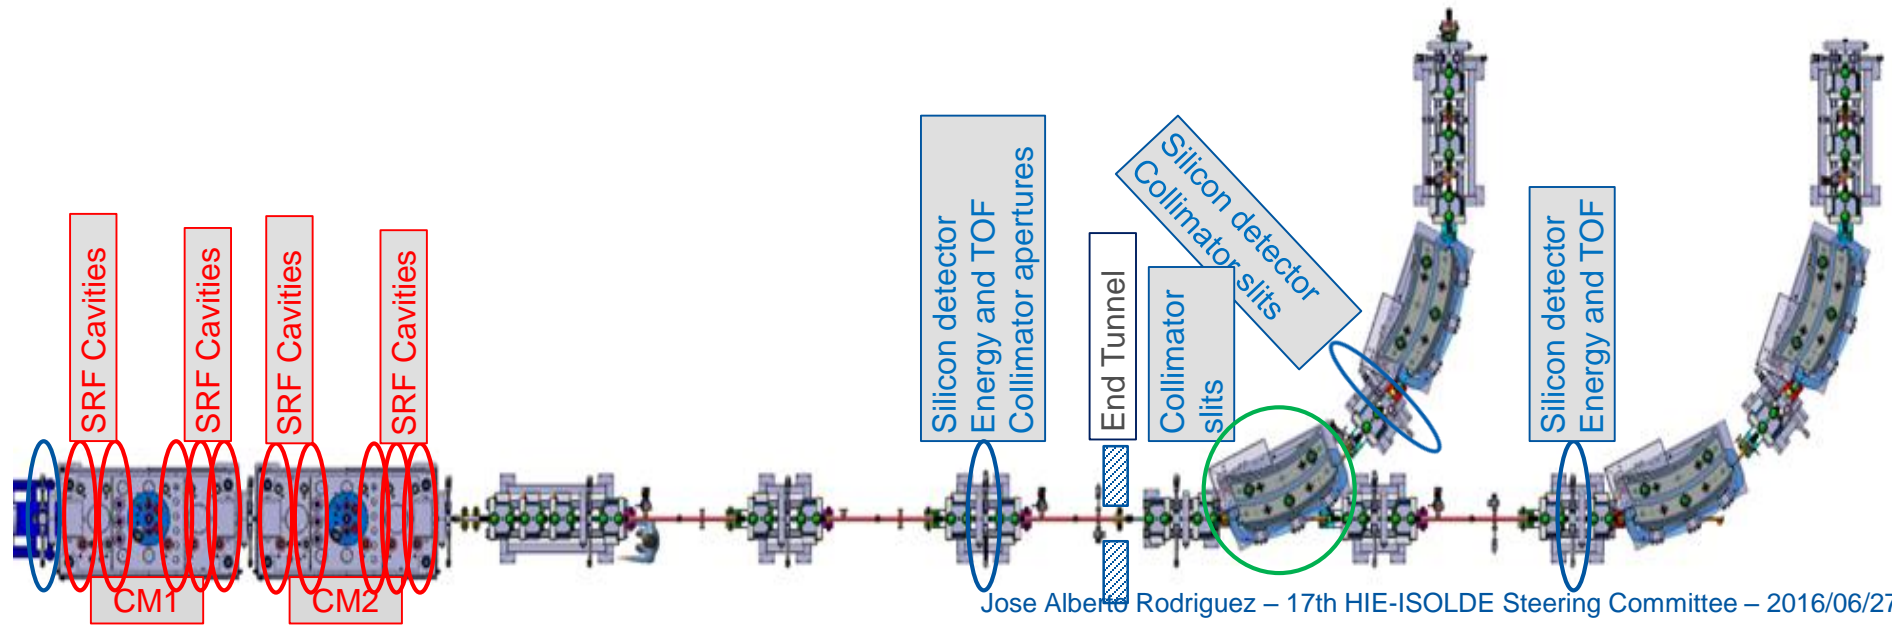 SRF Cavities
SRF Cavities
SRF Cavities
SRF Cavities
Silicon detector
Energy and TOF
Collimator apertures
End Tunnel
Collimator
slits
Silicon detector
Collimator slits
Silicon detector
Energy and TOF
CM1
CM2
Jose Alberto Rodriguez – 17th HIE-ISOLDE Steering Committee – 2016/06/27